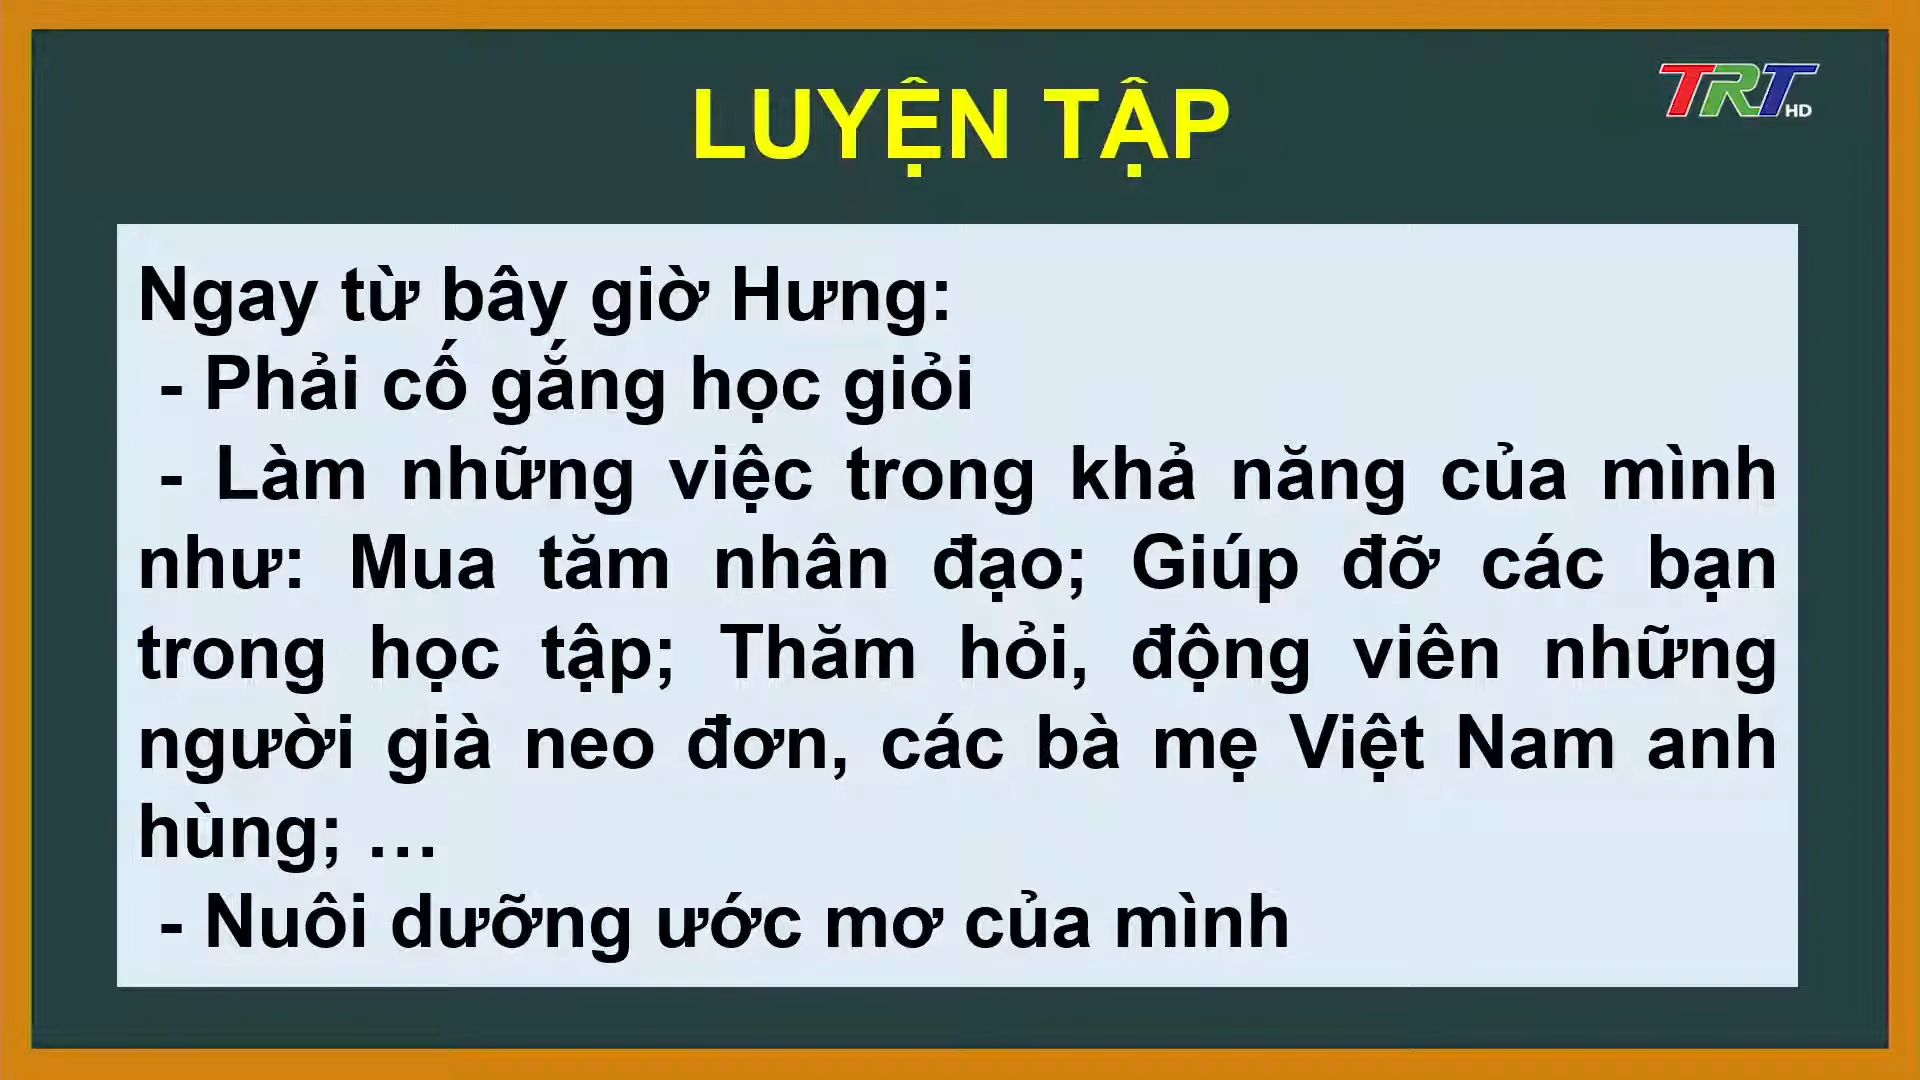 LUYỆN TẬP
TRT HD
Ngay từ bây giờ Hưng:
- Phải cố gắng học giỏi
- Làm những việc trong khả năng của mình
như: Mua tăm nhân đạo; Giúp đỡ các bạn
trong học tập; Thăm hỏi, động viên những
người già neo đơn, các bà mẹ Việt Nam anh
hùng; …
- Nuôi dưỡng ước mơ của mình